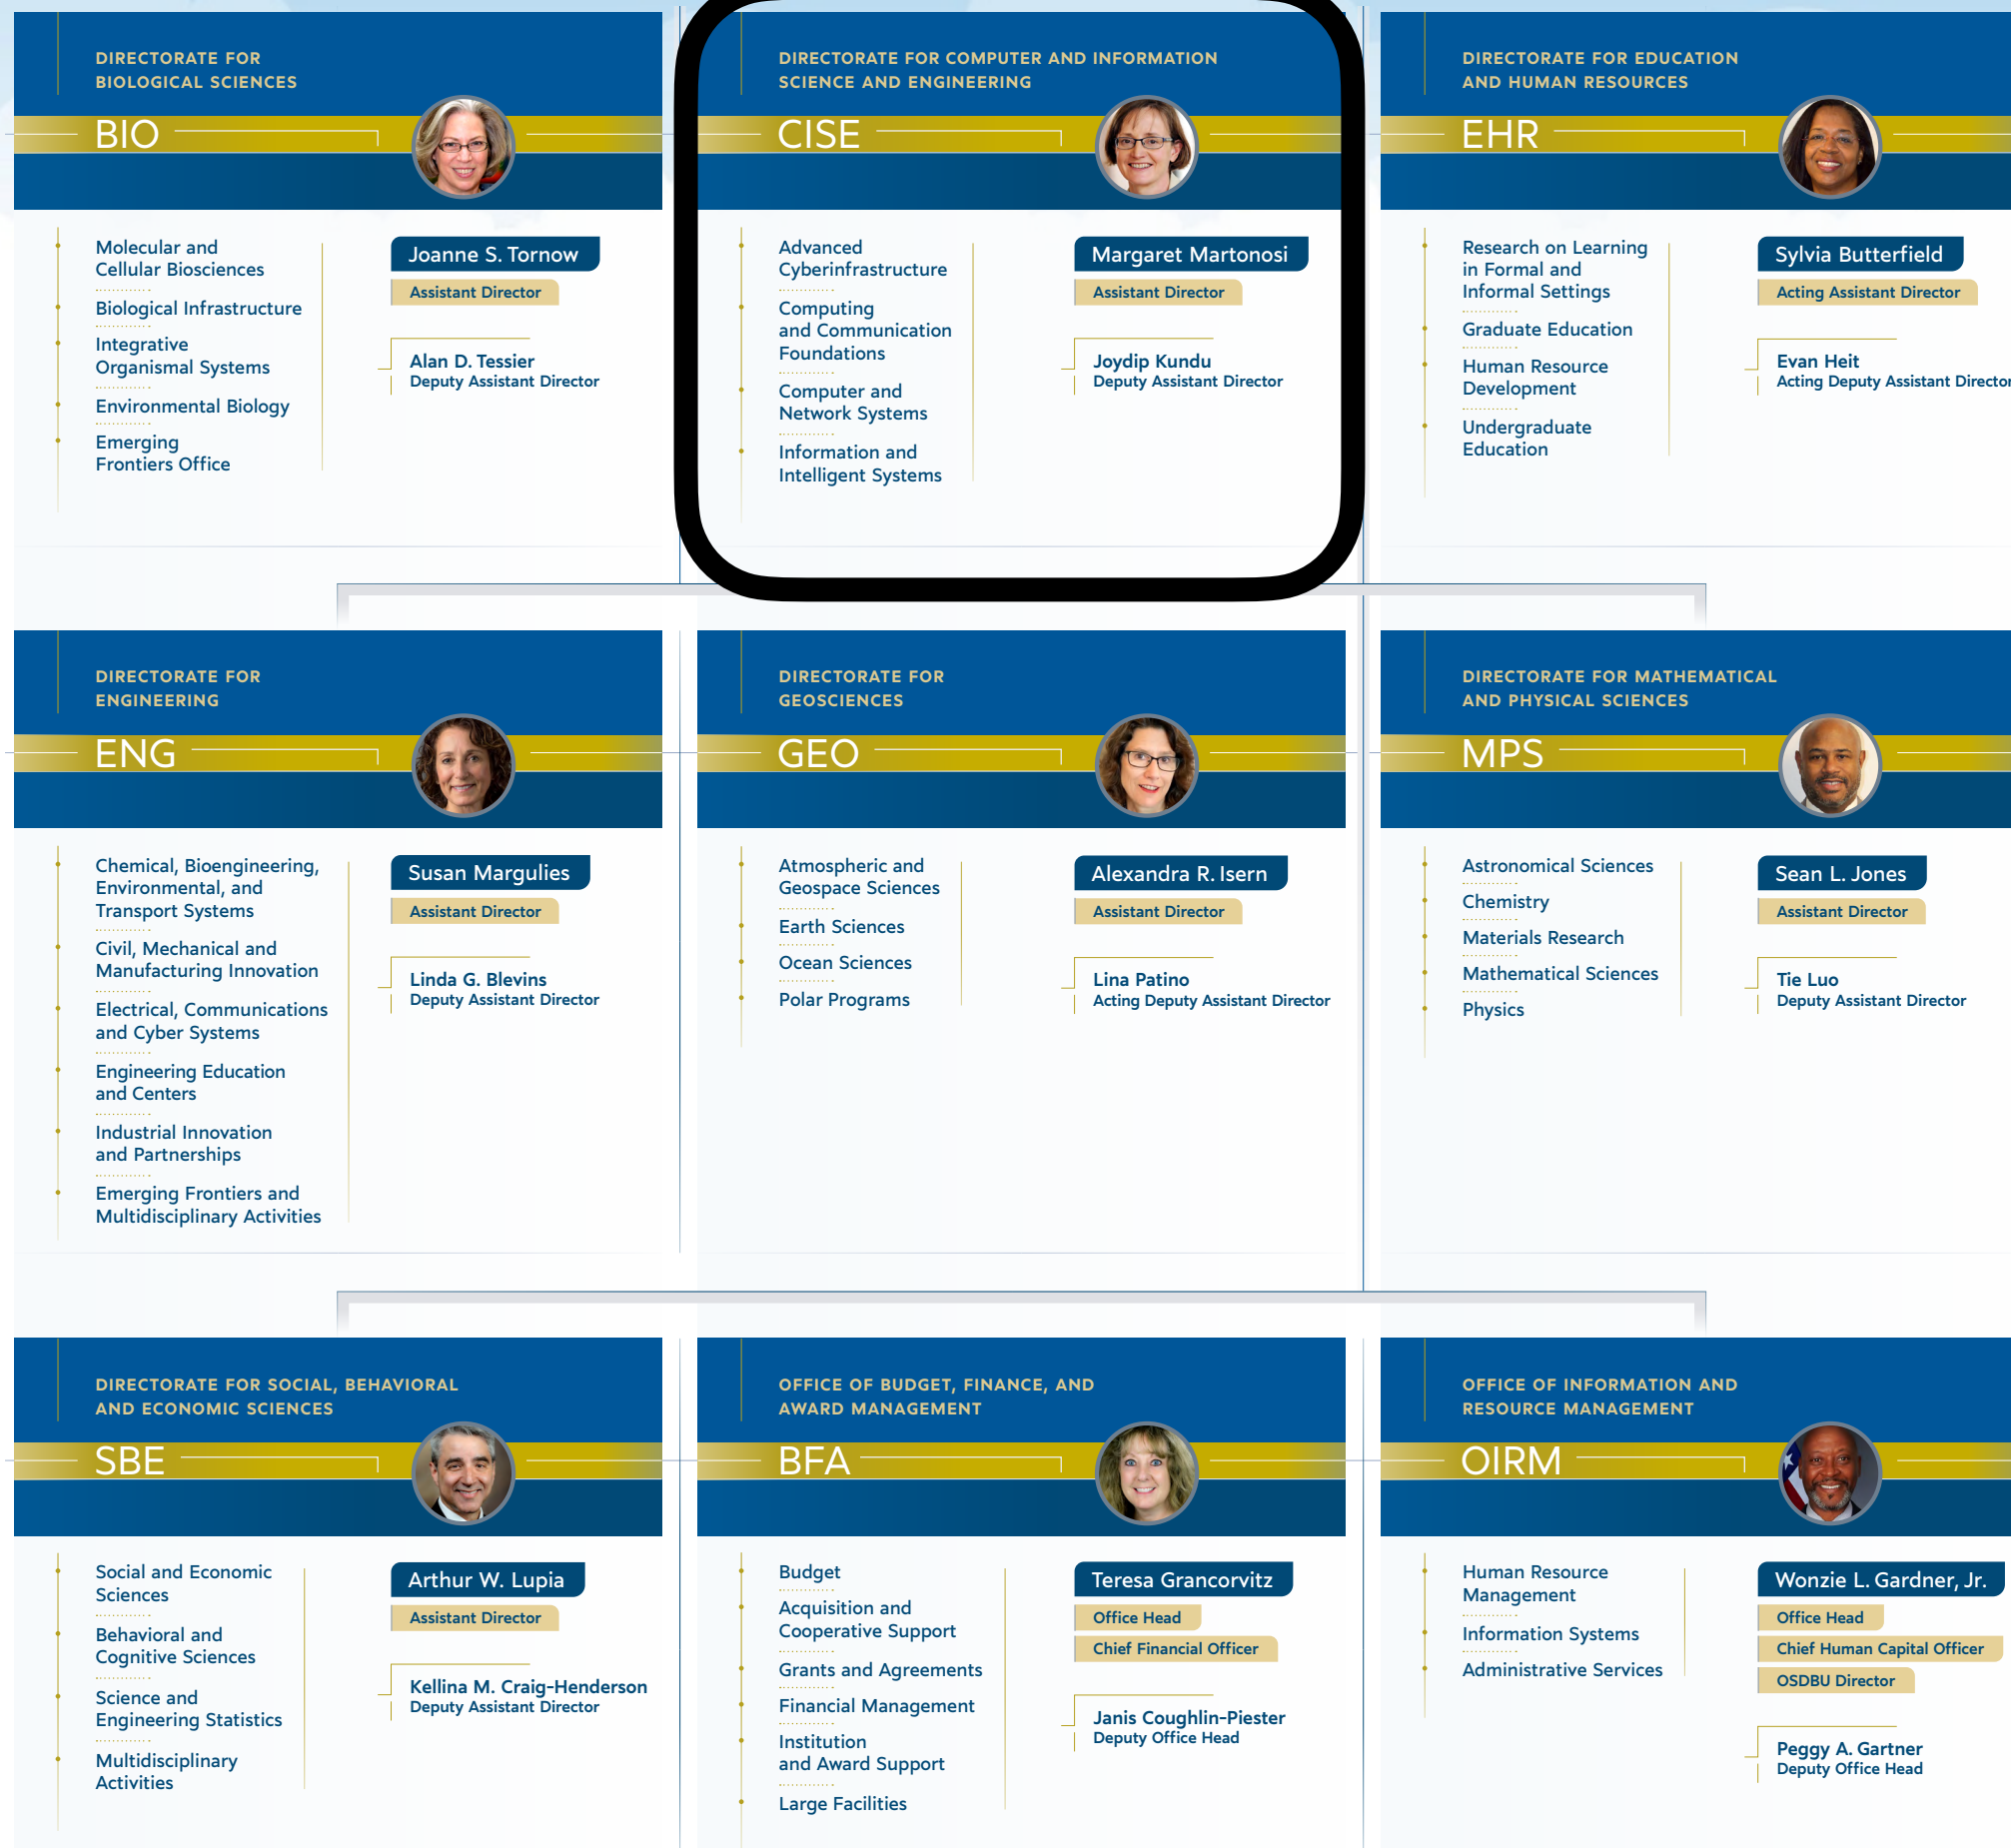 DIRECTORATE FOR
BIOLOGICAL SCIENCES
BIO
Molecular and
Cellular Biosciences
Biological Infrastructure
Integrative
Organismal Systems
Environmental Biology
Emerging
Frontiers Office
Joanne S. Tornow
Assistant Director
Alan D. Tessier
Deputy Assistant Director
DIRECTORATE FOR COMPUTER AND INFORMATION
SCIENCE AND ENGINEERING
CISE
Advanced
Cyberinfrastructure
Computing
and Communication
Foundations
Computer and
Network Systems
Information and
Intelligent Systems
Margaret Martonosi
Assistant Director
Joydip Kundu
Deputy Assistant Director
DIRECTORATE FOR EDUCATION
AND HUMAN RESOURCES
EHR
Research on Learning
in Formal and
Informal Settings
Graduate Education
Human Resource
Development
Undergraduate
Education
Sylvia Butterfield
Acting Assistant Director
Evan Heit
Acting Deputy Assistant Director
DIRECTORATE FOR
ENGINEERING
ENG
Chemical, Bioengineering,
Environmental, and
Transport Systems
Civil, Mechanical and
Manufacturing Innovation
Electrical, Communications
and Cyber Systems
Engineering Education
and Centers
Industrial Innovation
and Partnerships
Emerging Frontiers and
Multidisciplinary Activities
Susan Margulies
Assistant Director
Linda G. Blevins
Deputy Assistant Director
DIRECTORATE FOR
GEOSCIENCES
GEO
Atmospheric and
Geospace Sciences
Earth Sciences
Ocean Sciences
Polar Programs
Alexandra R. Isern
Assistant Director
Lina Patino
Acting Deputy Assistant Director
DIRECTORATE FOR MATHEMATICAL
AND PHYSICAL SCIENCES
MPS
Astronomical Sciences
Chemistry
Materials Research
Mathematical Sciences
Physics
Sean L. Jones
Assistant Director
Tie Luo
Deputy Assistant Director
DIRECTORATE FOR SOCIAL, BEHAVIORAL
AND ECONOMIC SCIENCES
SBE
Social and Economic
Sciences
Behavioral and
Cognitive Sciences
Science and
Engineering Statistics
Multidisciplinary
Activities
Arthur W. Lupia
Assistant Director
Kellina M. Craig-Henderson
Deputy Assistant Director
OFFICE OF BUDGET, FINANCE, AND
AWARD MANAGEMENT
BFA
Budget
Acquisition and
Cooperative Support
Grants and Agreements
Financial Management
Institution
and Award Support
Large Facilities
Teresa Grancorvitz
Office Head
Chief Financial Officer
Janis Coughlin-Piester
Deputy Office Head
OFFICE OF INFORMATION AND
RESOURCE MANAGEMENT
OIRM
Human Resource
Management
Information Systems
Administrative Services
Wonzie L. Gardner, Jr.
Office Head
Chief Human Capital Officer
OSDBU Director
Peggy A. Gartner
Deputy Office Head